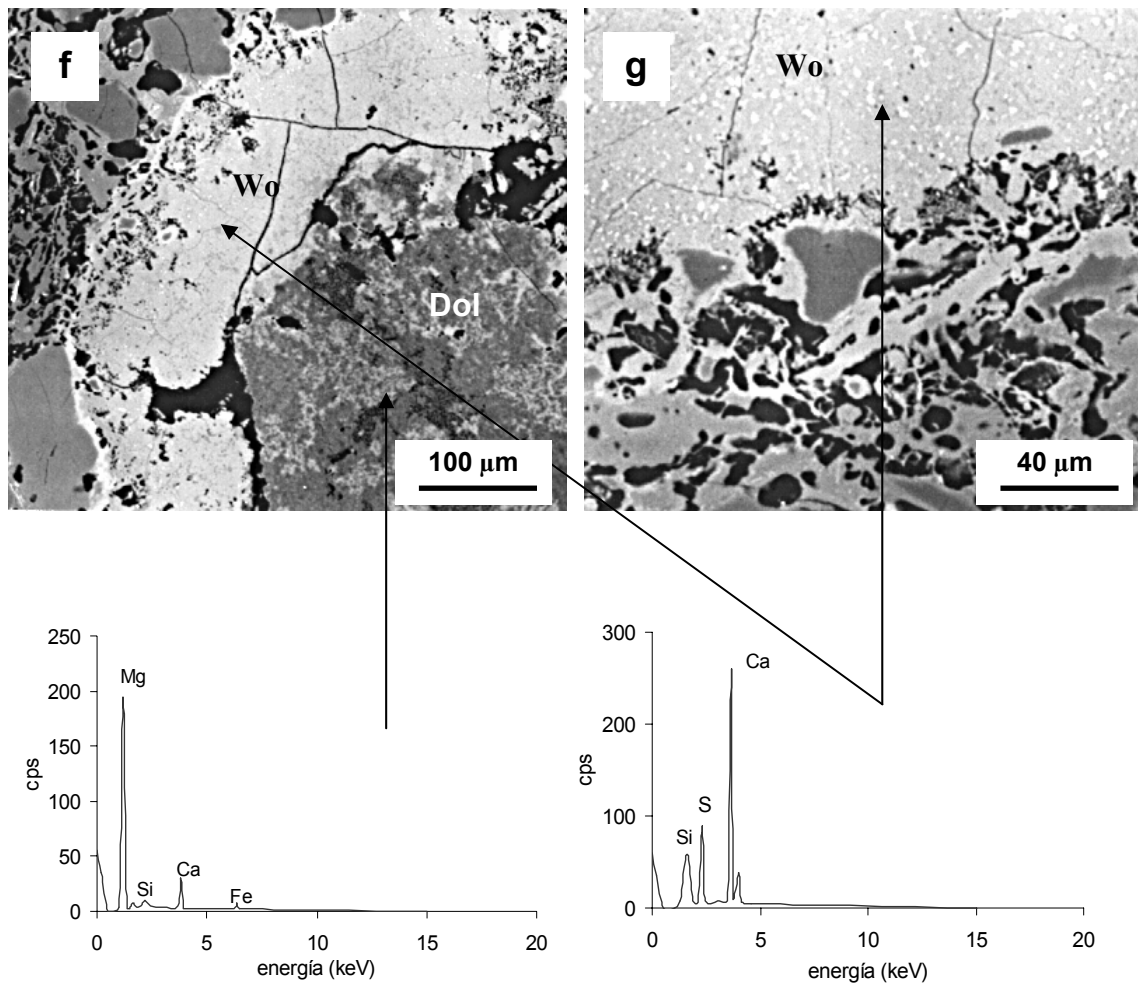 f
Wo
Dol
100 μm
g
Wo
40 μm
250
200
150
100
50
0
cps
Mg
Si
Ca
Fe
0 5 10 15 20
energía (keV)
300
200
100
0
cps
Si
S
Ca
0 5 10 15 20
energía (keV)